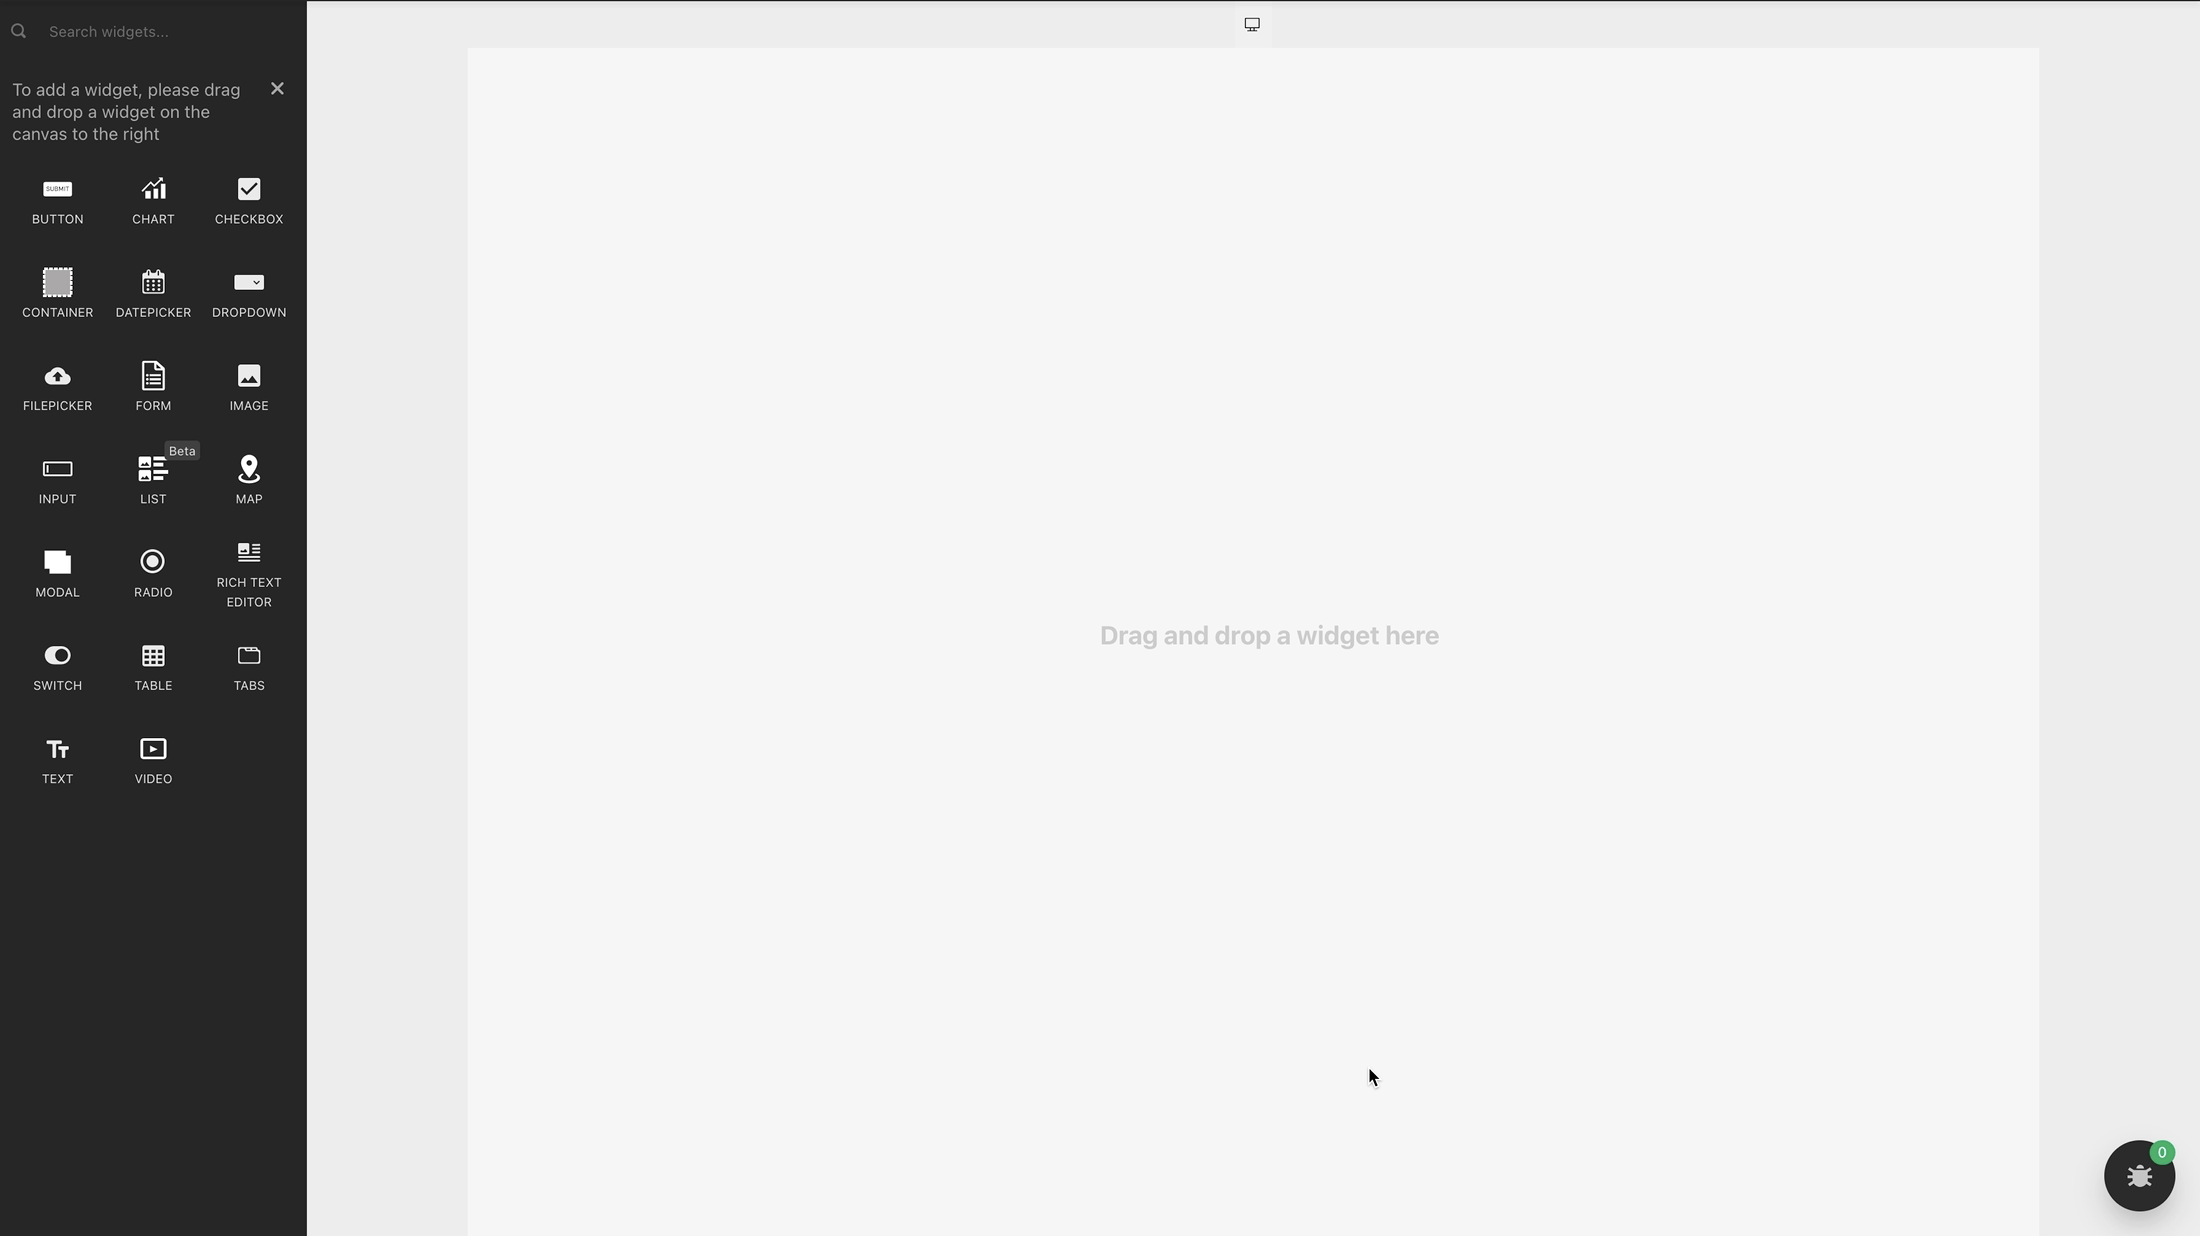 Search widgets...
To add a widget, please drag
and drop a widget on the
canvas to the right
SUBMIT
BUTTON
CHART
CHECKBOX
CONTAINER
DATEPICKER
DROPDOWN
FILEPICKER
FORM
IMAGE
Beta
INPUT
LIST
MAP
MODAL
RADIO
RICH TEXT
EDITOR
SWITCH
TABLE
TABS
TEXT
VIDEO
Drag and drop a widget here
0